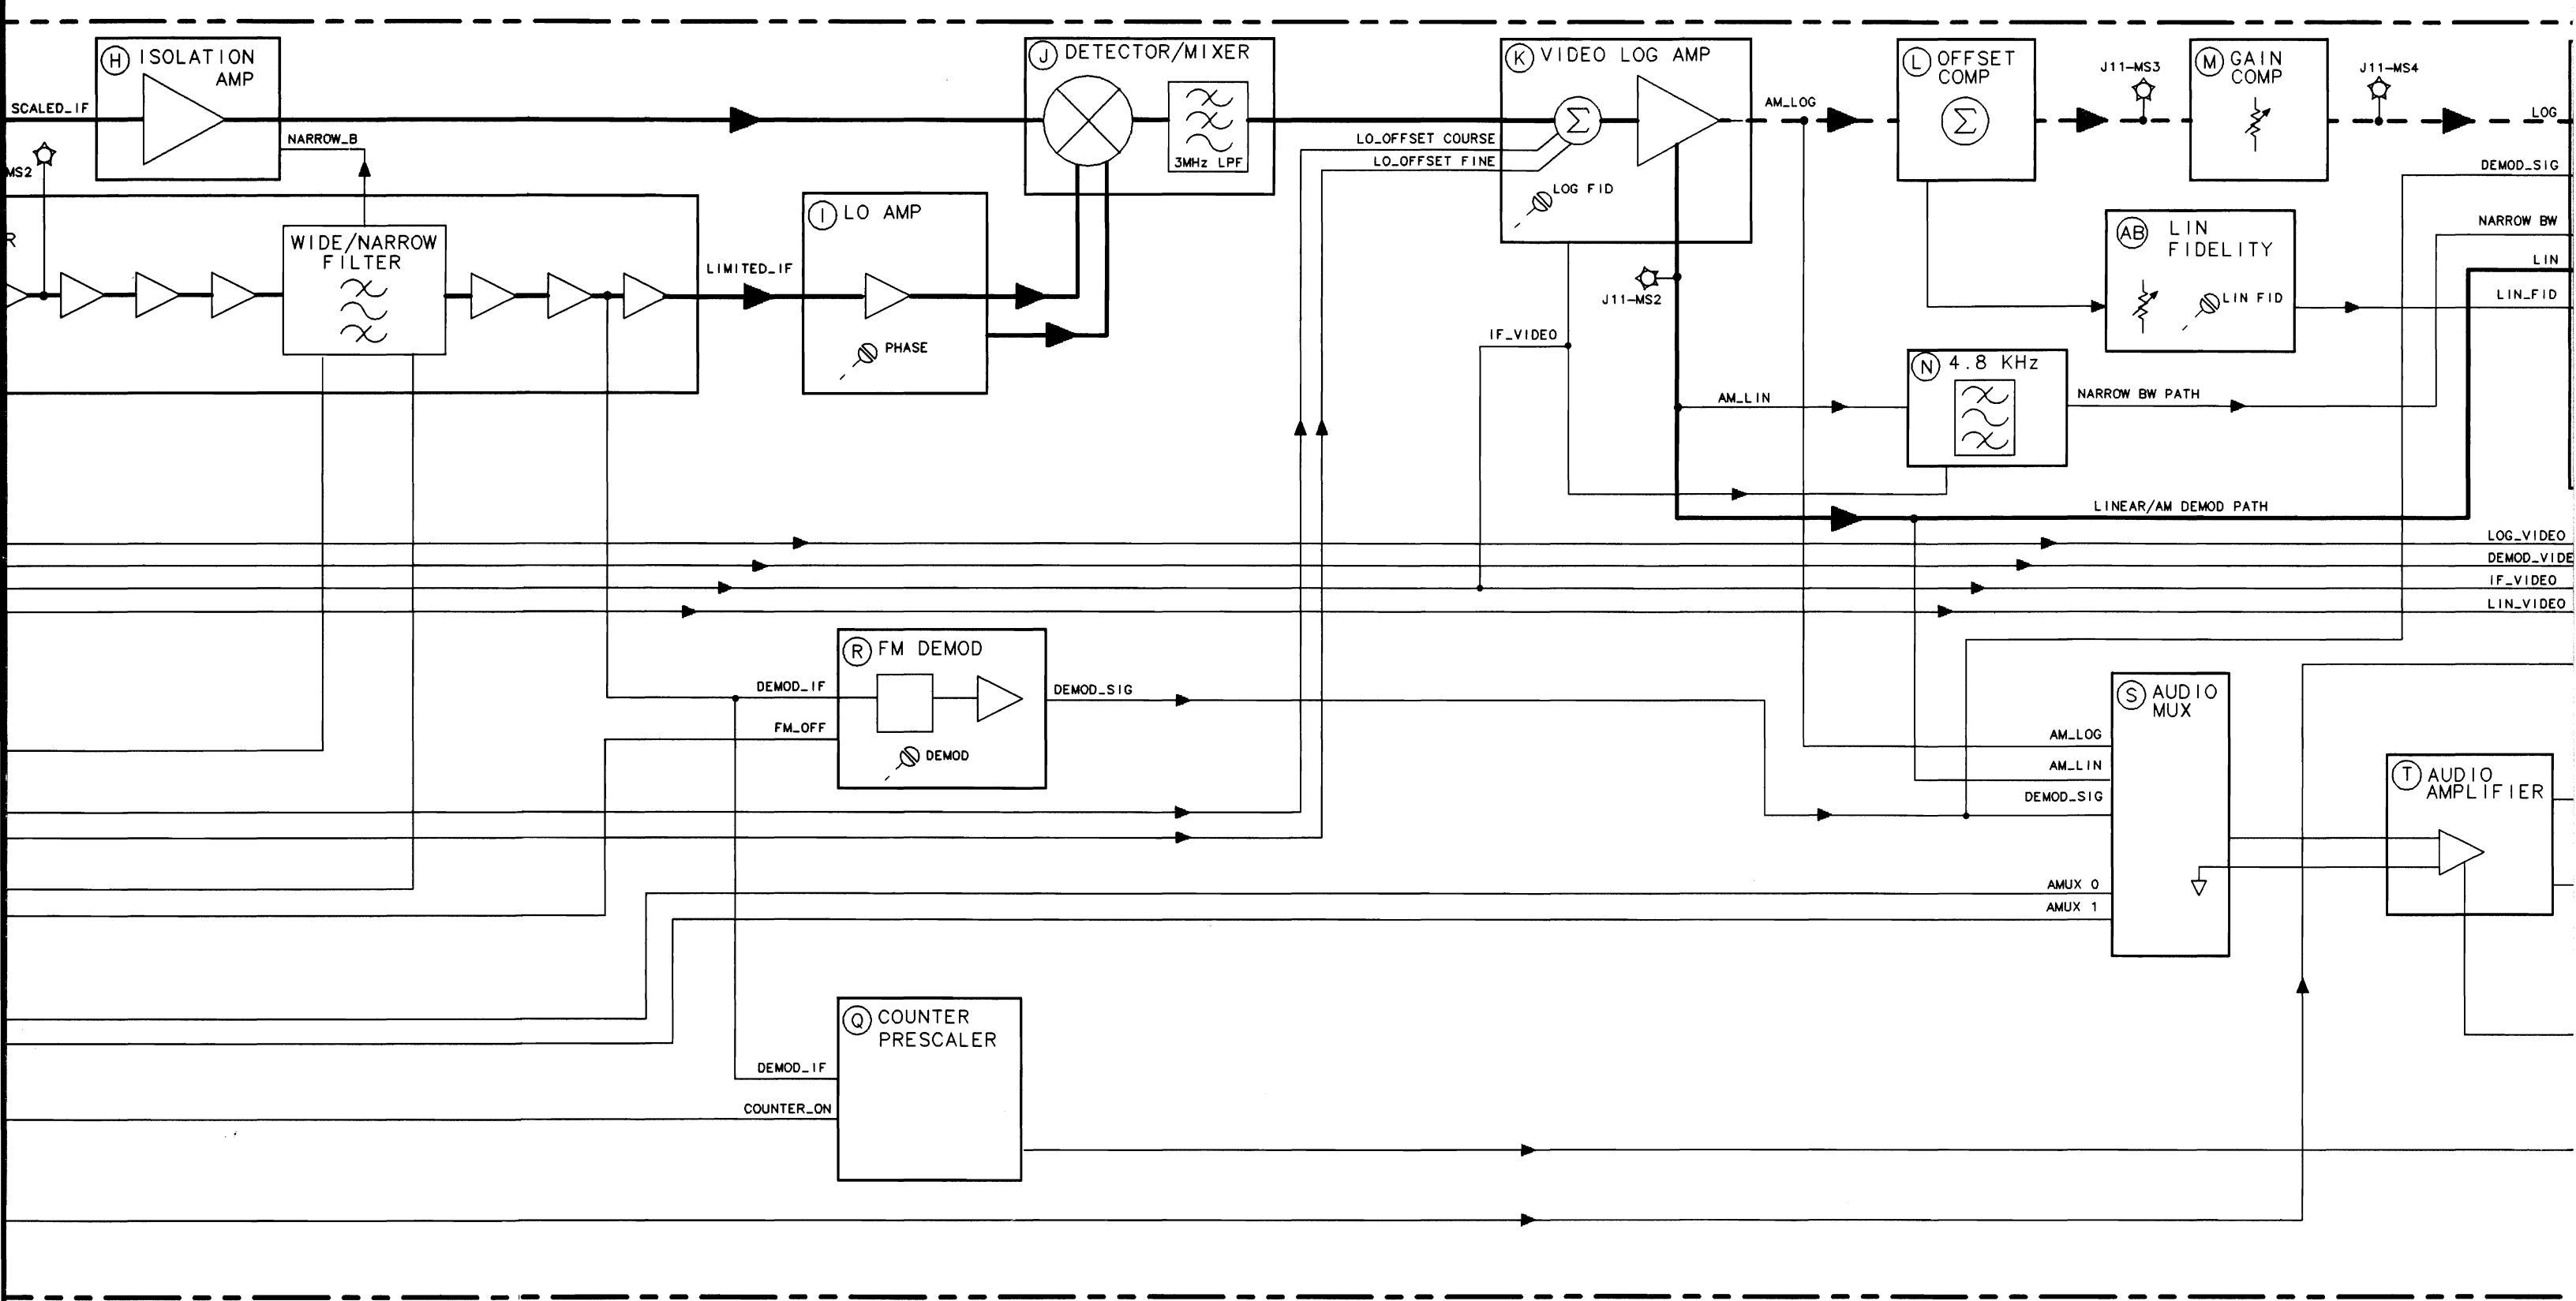 H ISOLATION
AMP
SCALED_IF
NARROW_B
MS2
R
WIDE/NARROW
FILTER
LIMITED_IF
I LO AMP
PHASE
J DETECTOR/MIXER
3MHz LPF
K VIDEO LOG AMP
LO_OFFSET COURSE
LO_OFFSET FINE
LOG FID
AM_LOG
L OFFSET
COMP
J11-MS3
M GAIN
COMP
J11-MS4
LOG
DEMOD_SIG
NARROW BW
LIN
LIN_FID
AB LIN
FIDELITY
LIN FID
J11-MS2
IF_VIDEO
AM_LIN
N 4.8 KHz
NARROW BW PATH
LINEAR/AM DEMOD PATH
LOG_VIDEO
DEMOD_VIDE
IF_VIDEO
LIN_VIDEO
R FM DEMOD
DEMOD_IF
FM_OFF
DEMOD
DEMOD_SIG
S AUDIO
MUX
AM_LOG
AM_LIN
DEMOD_SIG
AMUX 0
AMUX 1
T AUDIO
AMPLIFIER
Q COUNTER
PRESCALER
DEMOD_IF
COUNTER_ON